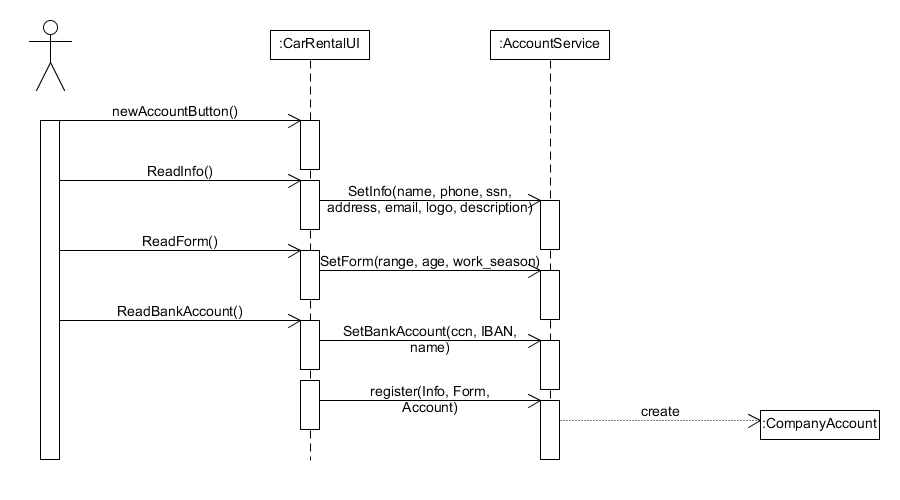 :CarRentalUI
:AccountService
newAccountButton()
ReadInfo()
SetInfo(name, phone, ssn,
address, email, logo, description)
ReadForm()
SetForm(range, age, work_season)
ReadBankAccount()
SetBankAccount(ccn, IBAN,
name)
register(Info, Form,
Account)
create
:CompanyAccount